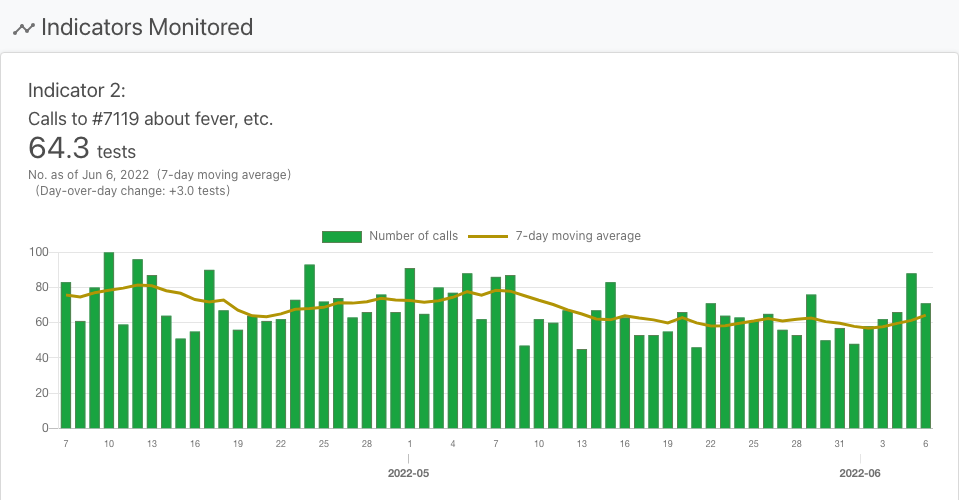 Indicators Monitored
Indicator 2:
Calls to #7119 about fever, etc.
64.3 tests
No. as of Jun 6, 2022 (7-day moving average)
(Day-over-day change: +3.0 tests)
Number of calls 7-day moving average
100
80
60
40
20
0
7 10 13 16 19 22 25 28 1 4 7 10 13 16 19 22 25 28 31 3 6
2022-05 2022-06